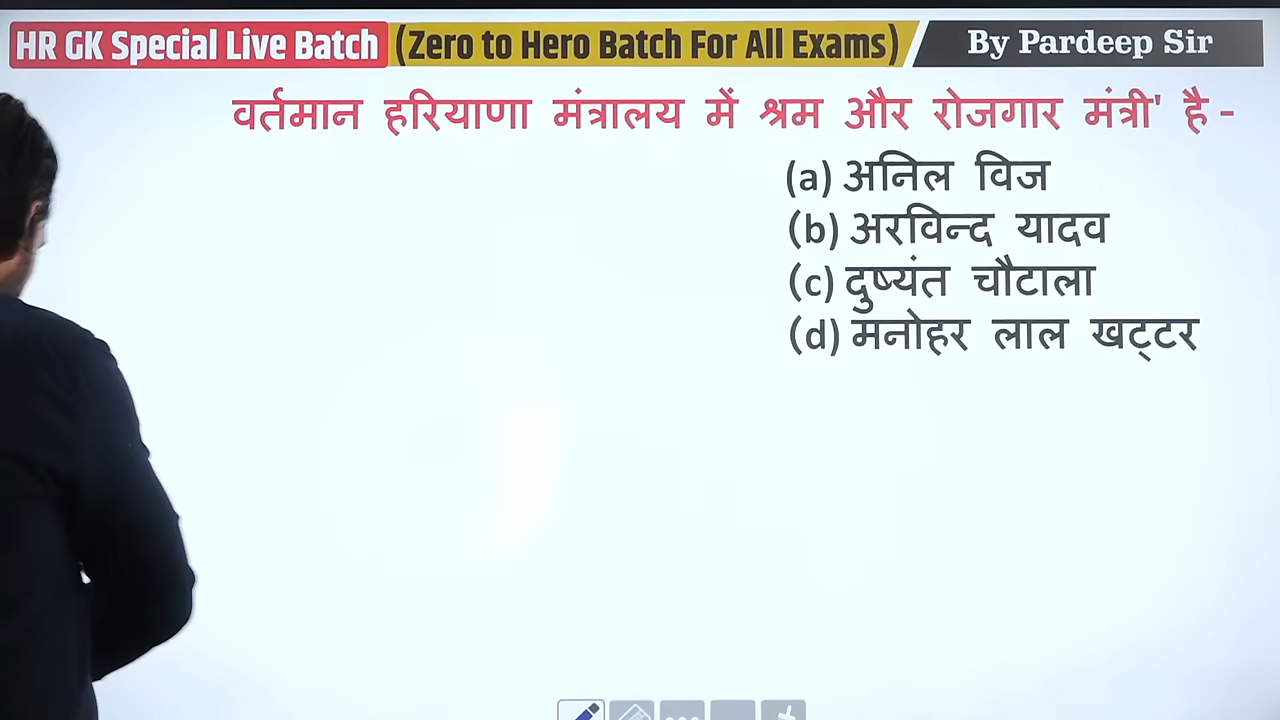 HR GK Special Live Batch (Zero to Hero Batch For All Exams) By Pardeep Sir
वर्तमान हरियाणा मंत्रालय में श्रम और रोजगार मंत्री' है -
(a) अनिल विज
(b) अरविन्द यादव
(c) दुष्यंत चौटाला
(d) मनोहर लाल खट्टर